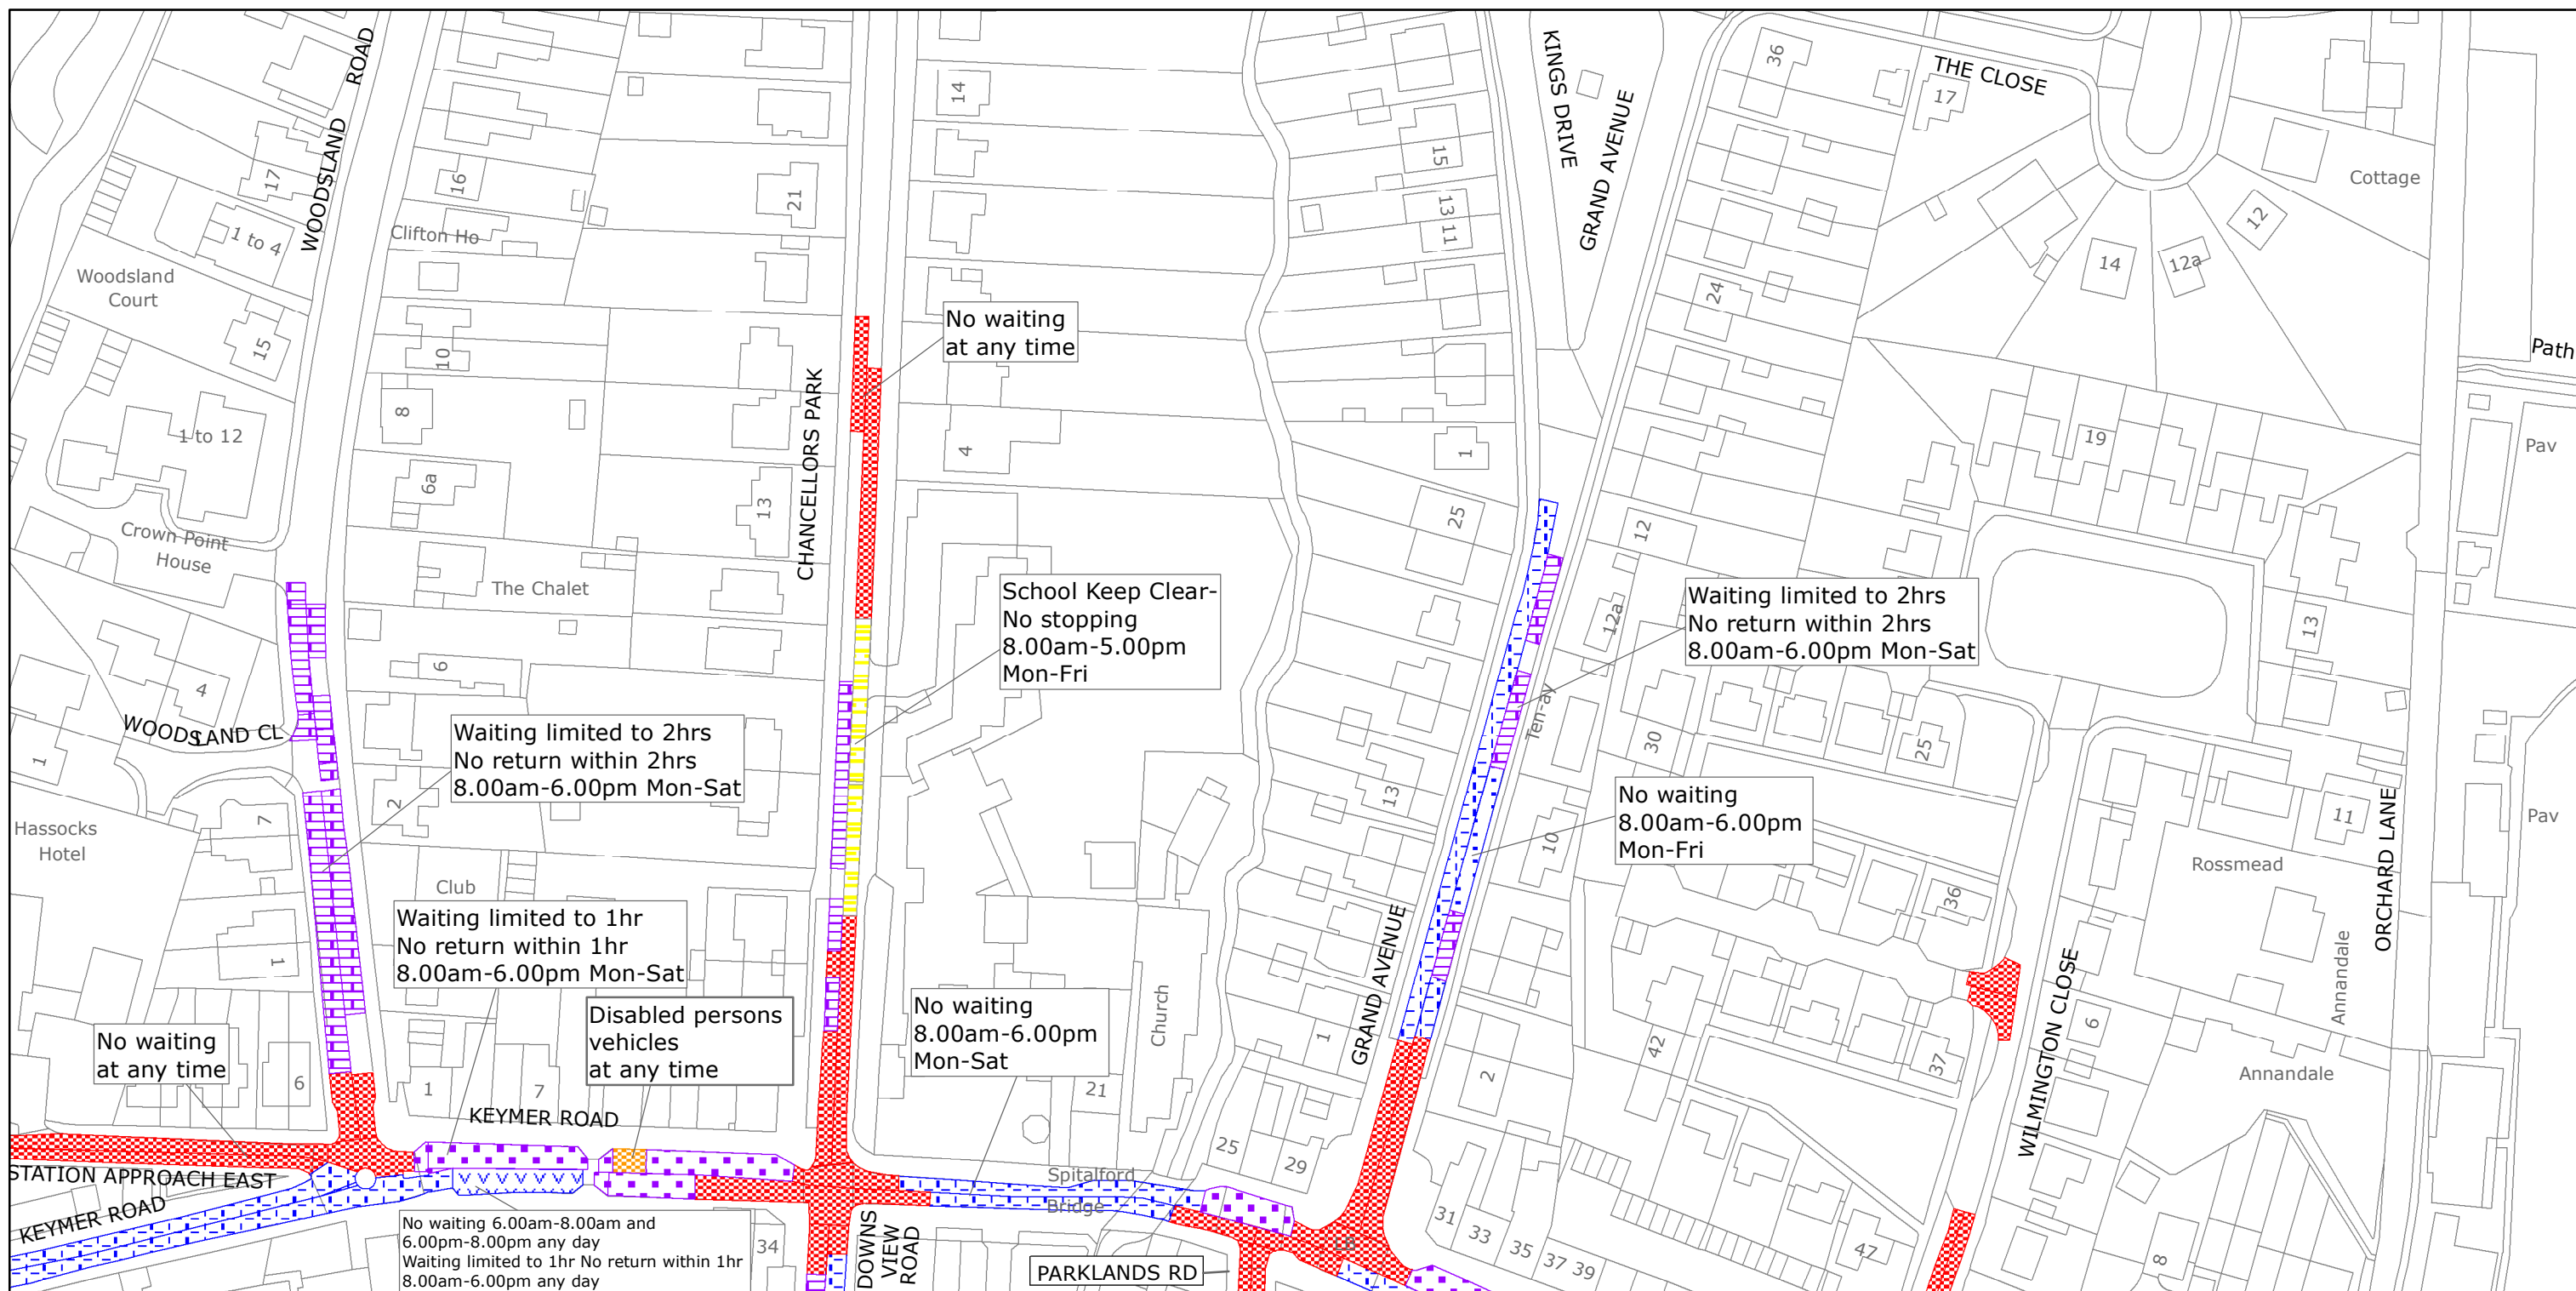 WOODSLAND ROAD
17
1 to 4
Woodsland
Court
15
1 to 12
Crown Point
House
4
1
WOODSLAND CL
Hassocks
Hotel
7
1
6
16
Clifton Ho
10
8
6a
The Chalet
6
2
Club
1
7
14
21
CHANCELLORS PARK
13
4
No waiting
at any time
School Keep Clear-
No stopping
8.00am-5.00pm
Mon-Fri
Waiting limited to 2hrs
No return within 2hrs
8.00am-6.00pm Mon-Sat
Waiting limited to 1hr
No return within 1hr
8.00am-6.00pm Mon-Sat
Disabled persons
vehicles
at any time
No waiting
8.00am-6.00pm
Mon-Sat
No waiting
at any time
KEYMER ROAD
STATION APPROACH EAST
KEYMER ROAD
No waiting 6.00am-8.00am and
6.00pm-8.00pm any day
Waiting limited to 1hr No return within 1hr
8.00am-6.00pm any day
34
DOWNS
VIEW
ROAD
PARKLANDS RD
Spitalford
Bridge
Church
21
25
29
LB
31
33
35
37
39
KINGS DRIVE
GRAND AVENUE
15
13
11
1
25
13
1
GRAND AVENUE
36
THE CLOSE
17
24
12
12a
Ten-ay
30
10
2
42
Waiting limited to 2hrs
No return within 2hrs
8.00am-6.00pm Mon-Sat
No waiting
8.00am-6.00pm
Mon-Fri
14
12a
12
Cottage
19
Path
Pav
13
25
36
37
47
11
Rossmead
ORCHARD LANE
Pav
Annandale
Annandale
6
WILMINGTON CLOSE
8